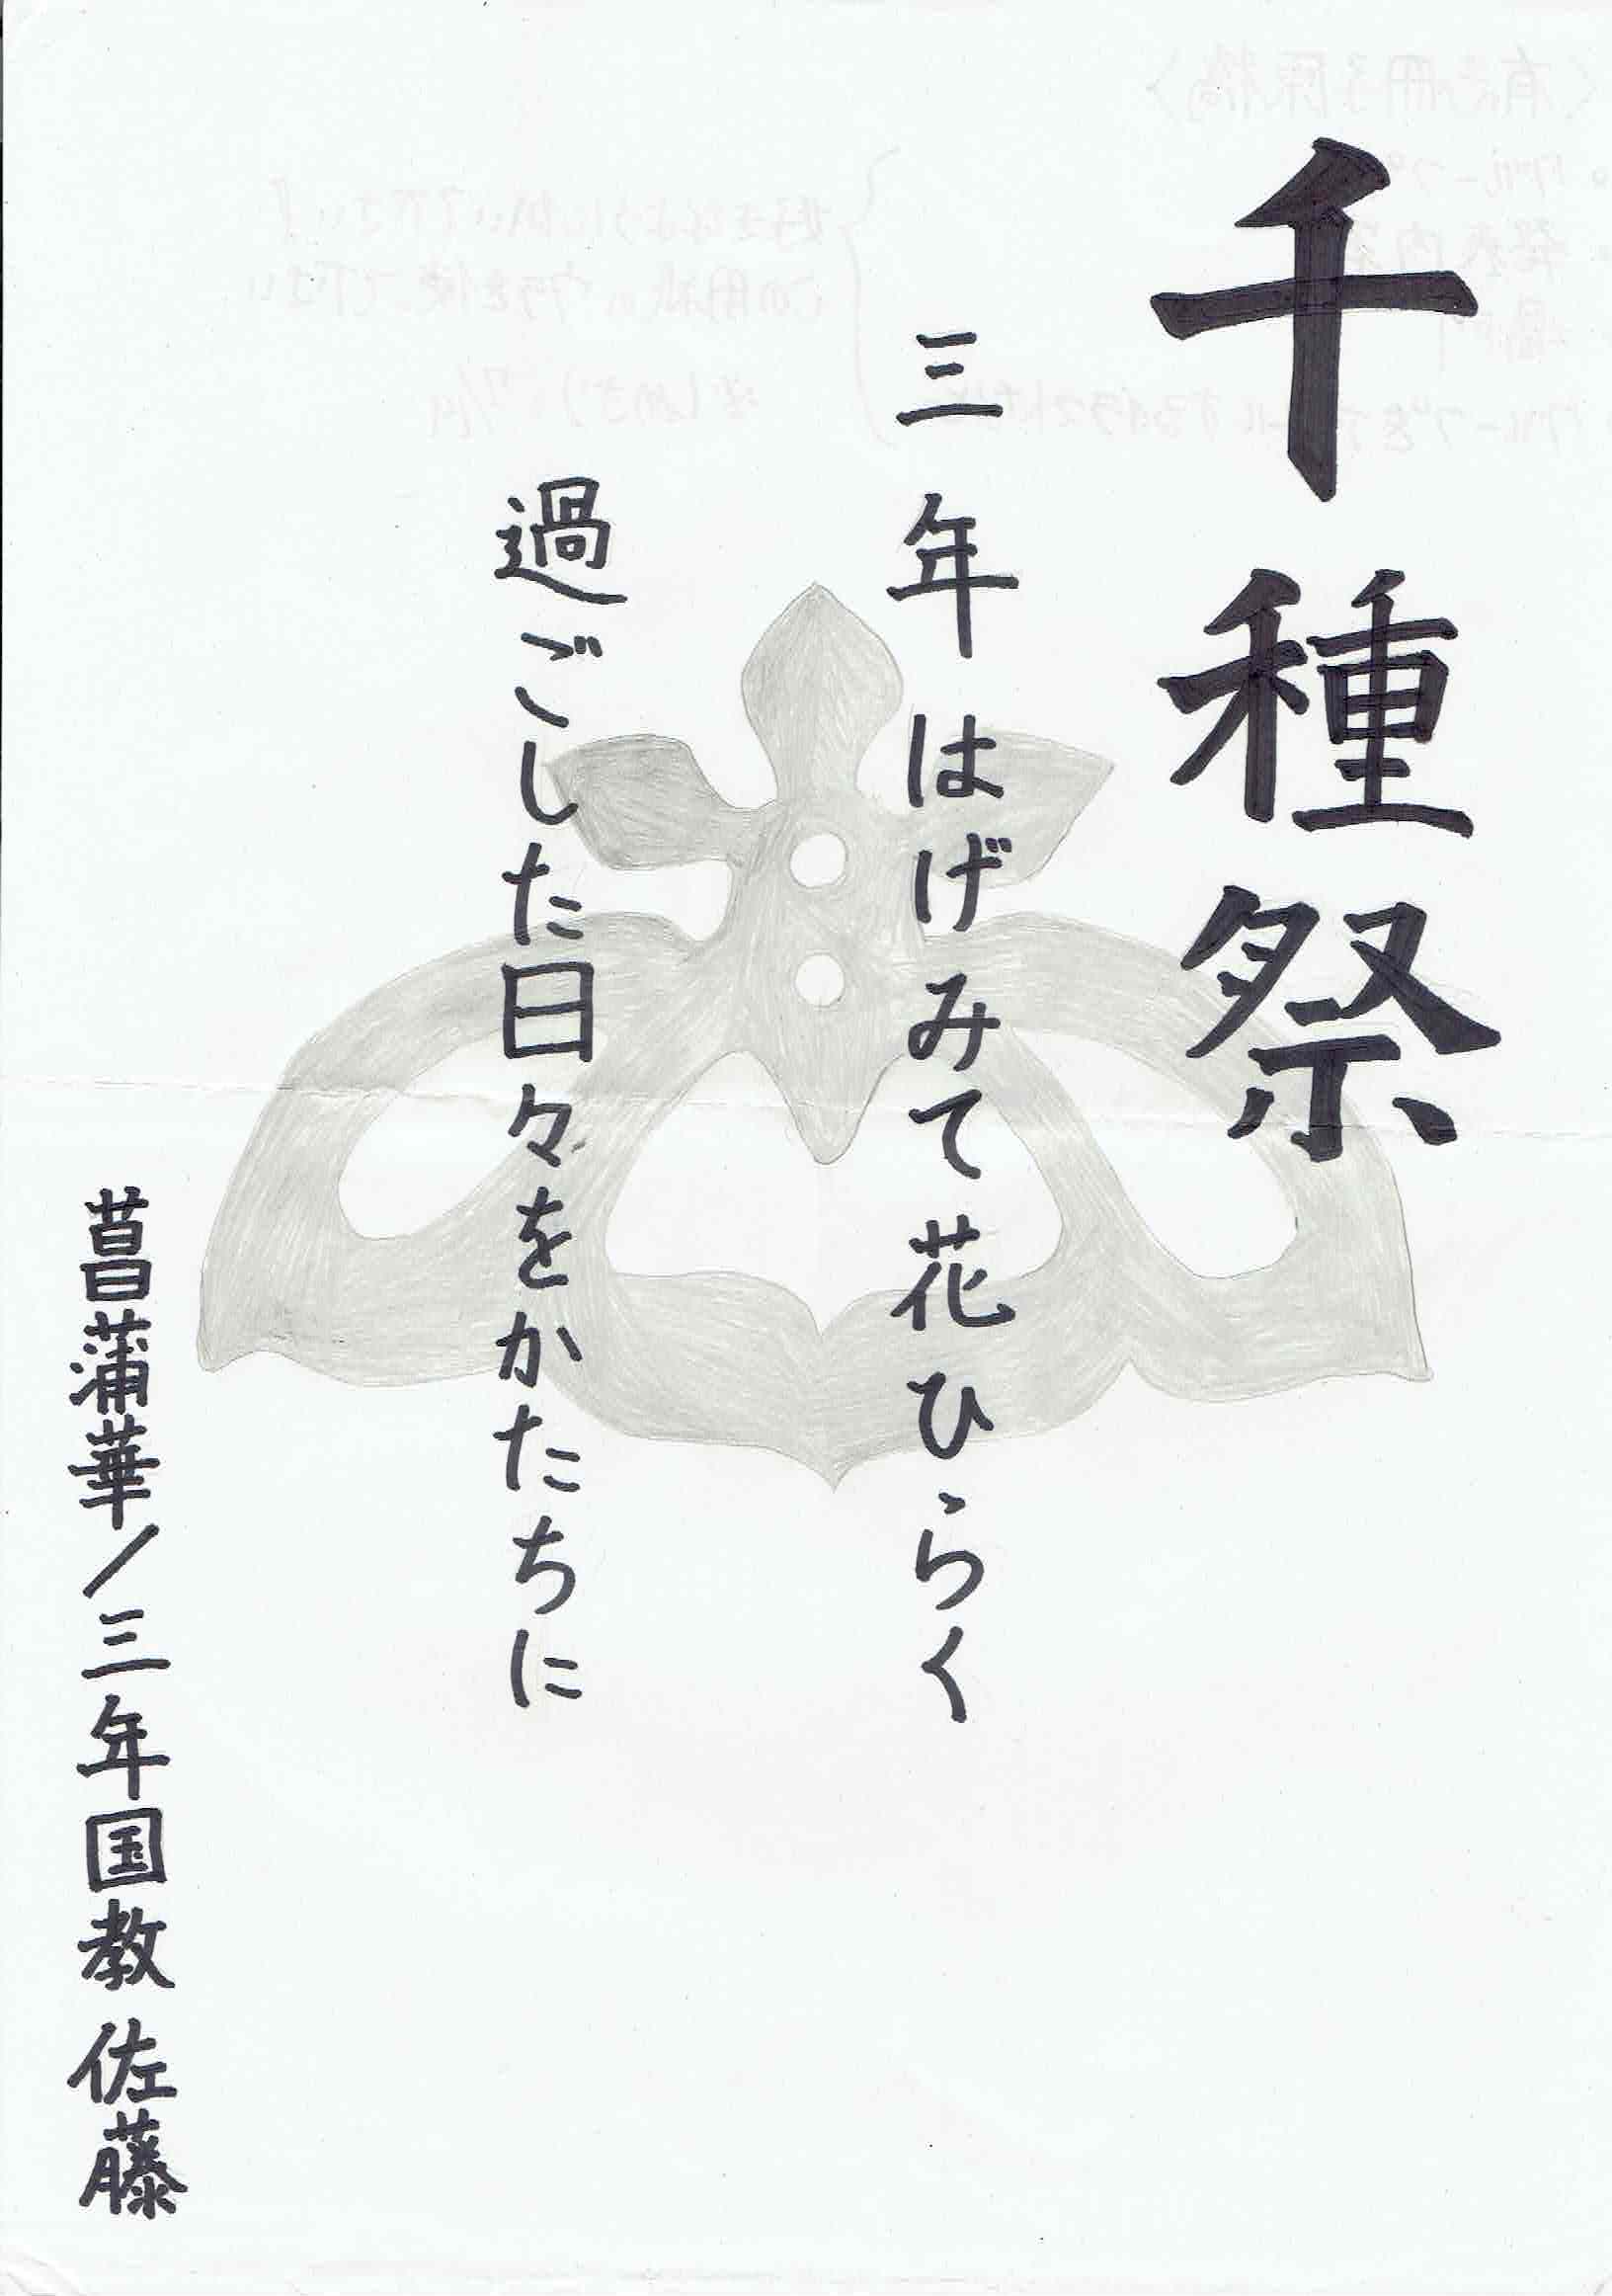 千種祭
三年はげみて花ひらく
過ごした日々をかたちに
菖蒲華/三年国教 佐藤